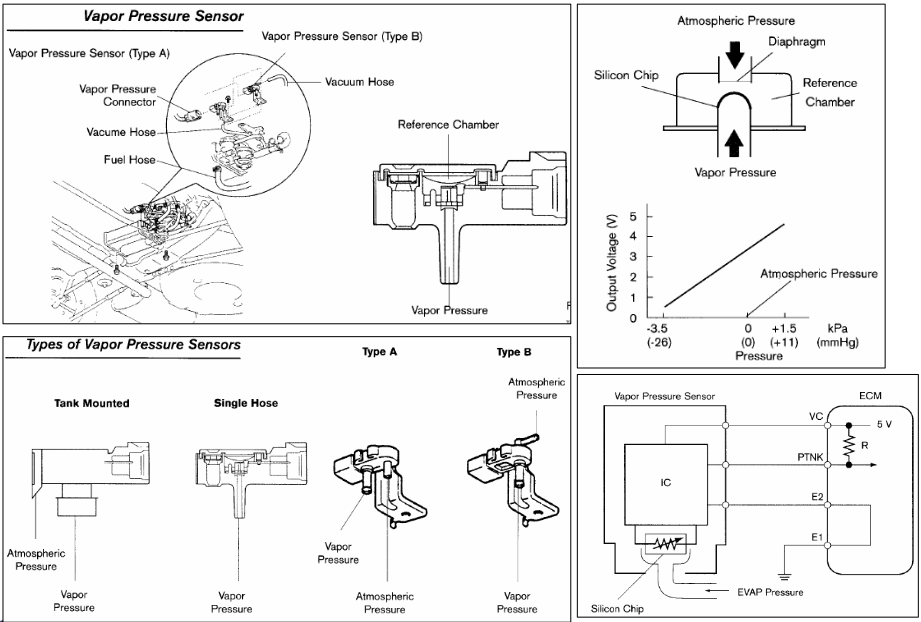 Vapor Pressure Sensor
Vapor Pressure Sensor (Type A)
Vapor Pressure Sensor (Type B)
Vapor Pressure
Connector
Vacuum Hose
Vacume Hose
Fuel Hose
Reference Chamber
Vapor Pressure
F
Types of Vapor Pressure Sensors
Type A
Type B
Tank Mounted
Single Hose
Atmospheric
Pressure
Atmospheric
Pressure
Vapor
Pressure
Vapor
Pressure
Vapor
Pressure
Atmospheric
Pressure
Vapor
Pressure
Atmospheric Pressure
Diaphragm
Silicon Chip
Reference
Chamber
Vapor Pressure
Output Voltage (V)
5
4
3
2
1
0
Atmospheric Pressure
-3.5 0 +1.5 kPa
(-26) (0) (+11) (mmHg)
Pressure
Vapor Pressure Sensor
ECM
VC
5 V
R
PTNK
IC
E2
E1
EVAP Pressure
Silicon Chip